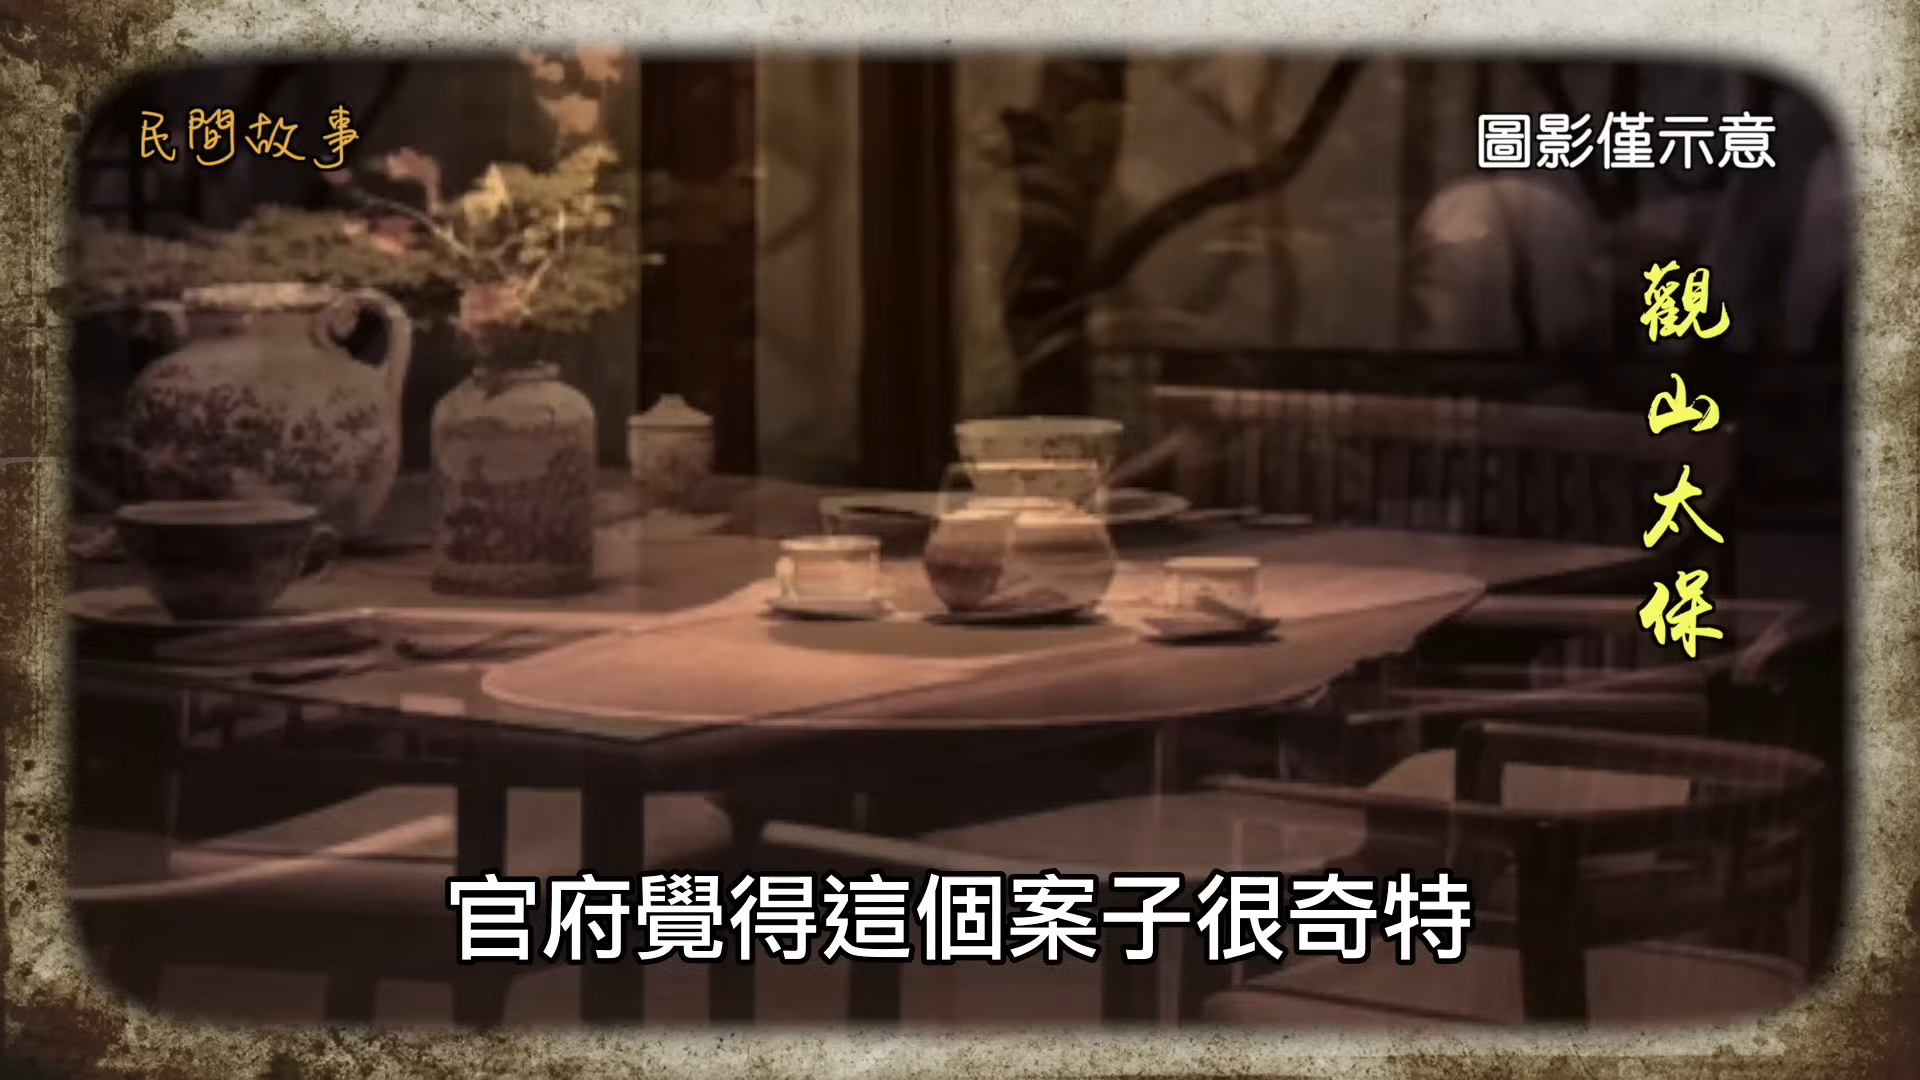 民間故事
圖影僅示意
觀山太保
官府覺得這個案子很奇特